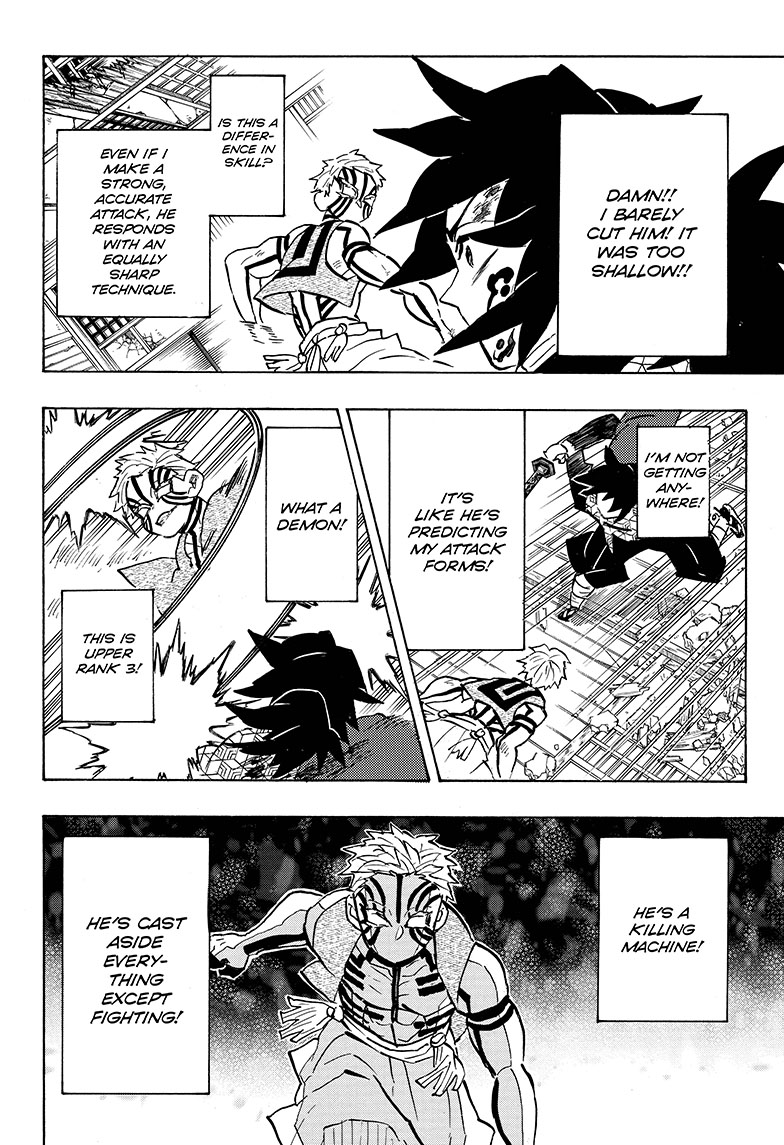 DAMN!!
I BARELY
CUT HIM! IT
WAS TOO
SHALLOW!!
IS THIS A
DIFFER-
ENCE IN
SKILL?
EVEN IF I
MAKE A
STRONG,
ACCURATE
ATTACK, HE
RESPONDS
WITH AN
EQUALLY
SHARP
TECHNIQUE.
I'M NOT
GETTING
ANY-
WHERE!
IT'S
LIKE HE'S
PREDICTING
MY ATTACK
FORMS!
WHAT A
DEMON!
THIS IS
UPPER
RANK 3!
HE'S A
KILLING
MACHINE!
HE'S CAST
ASIDE
EVERY-
THING
EXCEPT
FIGHTING!